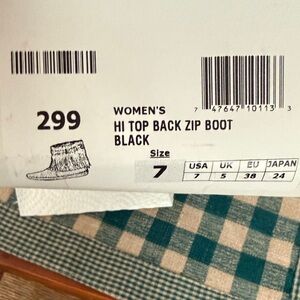 299
WOMEN'S
HI TOP BACK ZIP BOOT
BLACK
7 47647 10113 3
Size
7
USA UK EU JAPAN
7 5 38 24